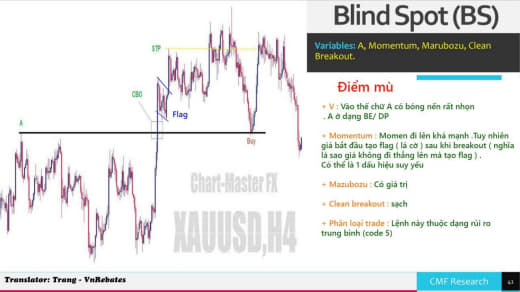 Blind Spot (BS)
Variables: A, Momentum, Marubozu, Clean
Breakout.
Điểm mù
+ V : Vào thế chữ A có bóng nến rất nhọn
. A ở dạng BE/ DP
+ Momentum : Momen đi lên khá mạnh .Tuy nhiên
giá bắt đầu tạo flag ( lá cờ ) sau khi breakout ( nghĩa
là sao giá không đi thẳng lên mà tạo flag ) .
Có thể là 1 dấu hiệu suy yếu
+ Mazubozu : Có giá trị
+ Clean breakout : sạch
+ Phân loại trade : Lệnh này thuộc dạng rủi ro
trung bình (code 5)
STP
CBO
Flag
A
Buy
Chart-Master FX
XAUUSD,H4
Translator: Trang - VnRebates
CMF Research
41